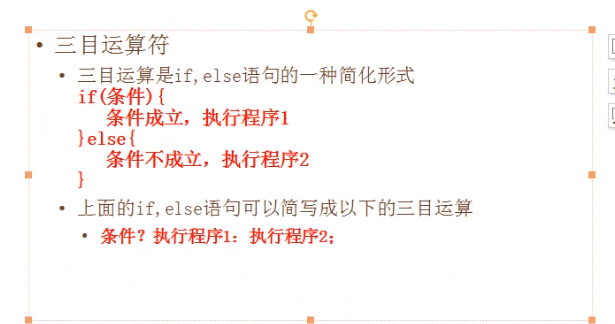 三目运算符
三目运算是if,else语句的一种简化形式
if(条件){
条件成立，执行程序1
}else{
条件不成立，执行程序2
}
上面的if,else语句可以简写成以下的三目运算
条件？执行程序1：执行程序2；